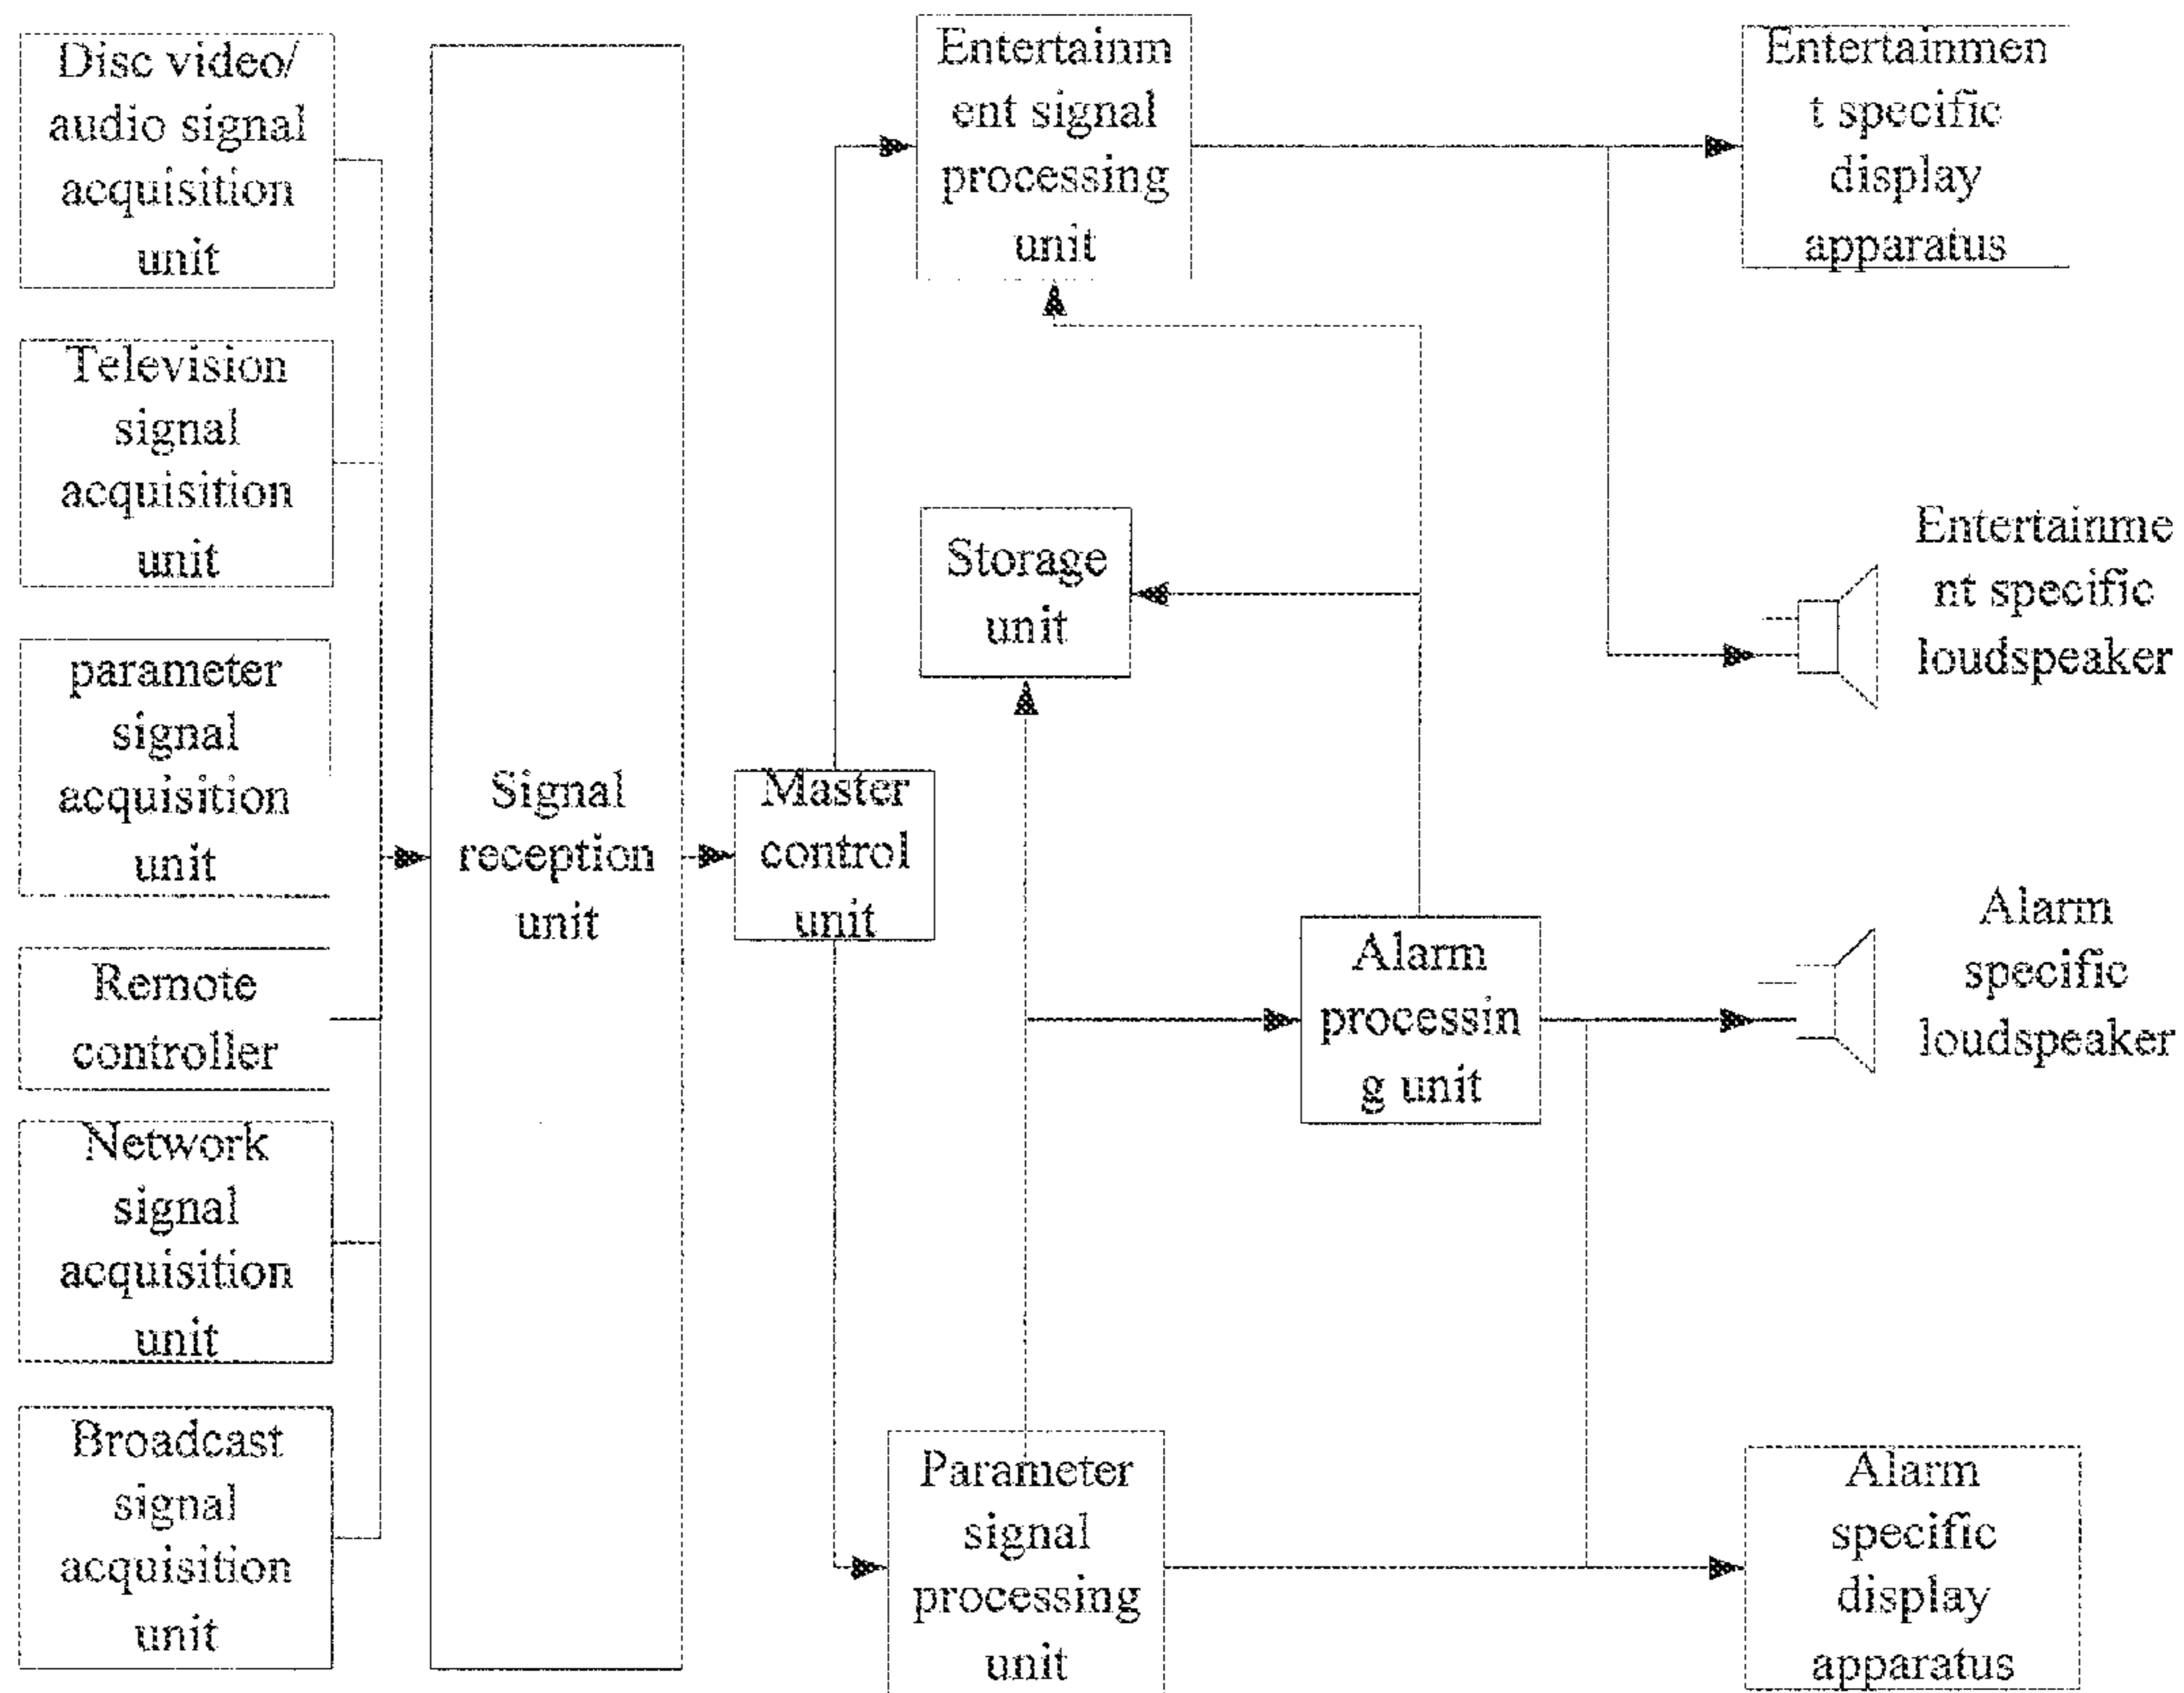 Disc video/
audio signal
acquisition
unit
Television
signal
acquisition
unit
parameter
signal
acquisition
unit
Remote
controller
Network
signal
acquisition
unit
Broadcast
signal
acquisition
unit
Signal
reception
unit
Master
control
unit
Entertainm
ent signal
processing
unit
Storage
unit
Alarm
processin
g unit
Parameter
signal
processing
unit
Entertainmen
t specific
display
apparatus
Entertainme
nt specific
loudspeaker
Alarm
specific
loudspeaker
Alarm
specific
display
apparatus